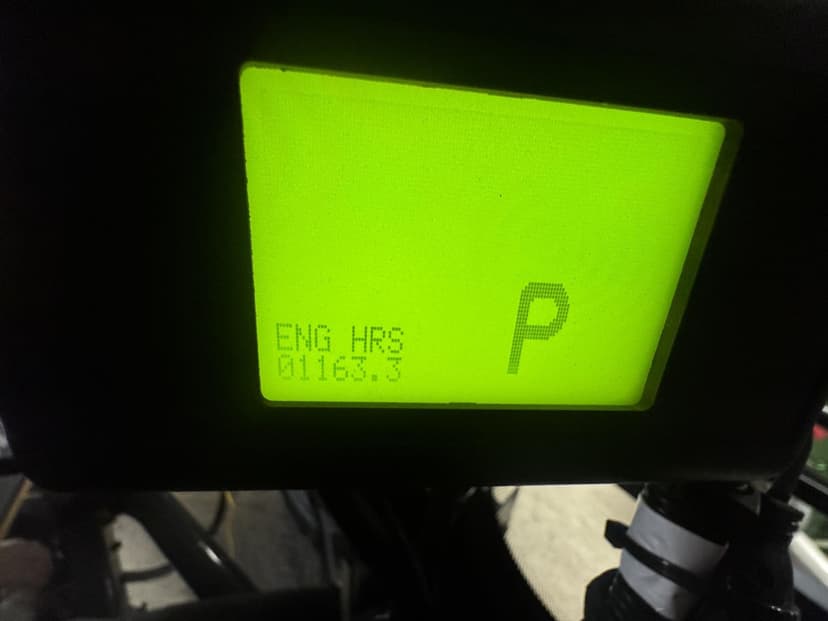 ENG HRS
01163.3
P